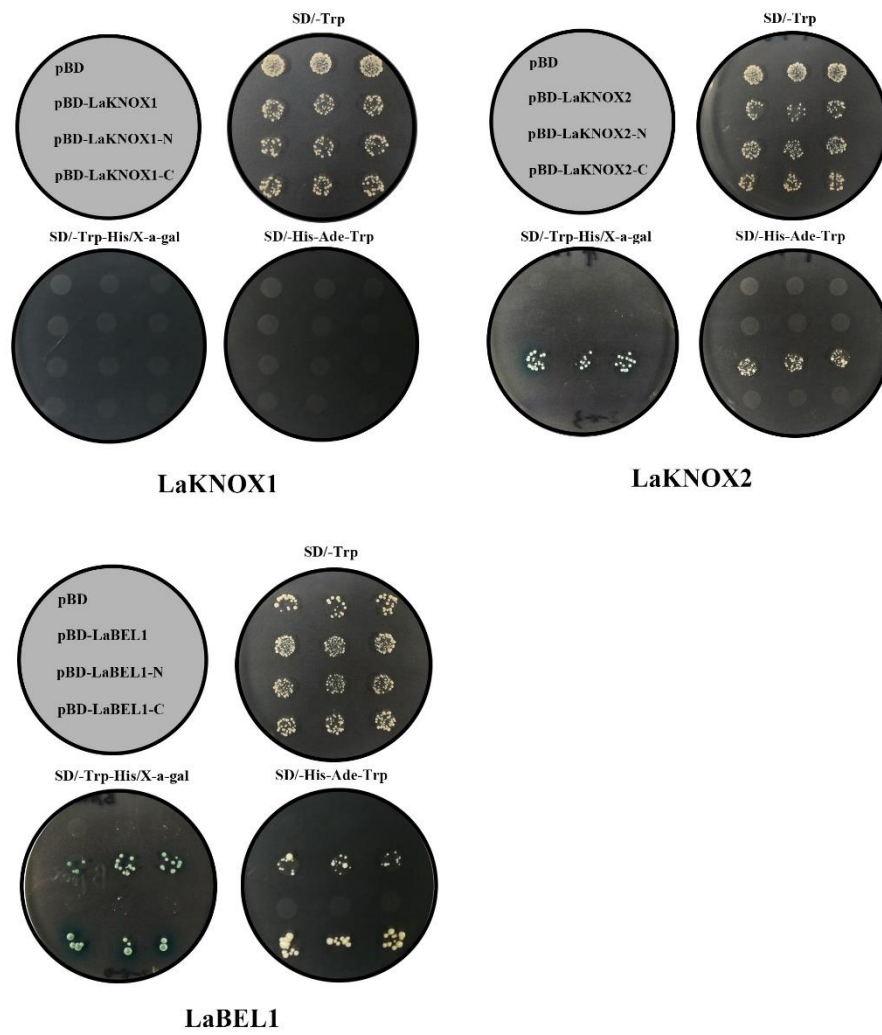 SD/-Trp
pBD
pBD-LaKNOX1
pBD-LaKNOX1-N
pBD-LaKNOX1-C
SD/-Trp-His/X-a-gal
SD/-His-Ade-Trp
LaKNOX1
SD/-Trp
pBD
pBD-LaKNOX2
pBD-LaKNOX2-N
pBD-LaKNOX2-C
SD/-Trp-His/X-a-gal
SD/-His-Ade-Trp
LaKNOX2
SD/-Trp
pBD
pBD-LaBEL1
pBD-LaBEL1-N
pBD-LaBEL1-C
SD/-Trp-His/X-a-gal
SD/-His-Ade-Trp
LaBEL1